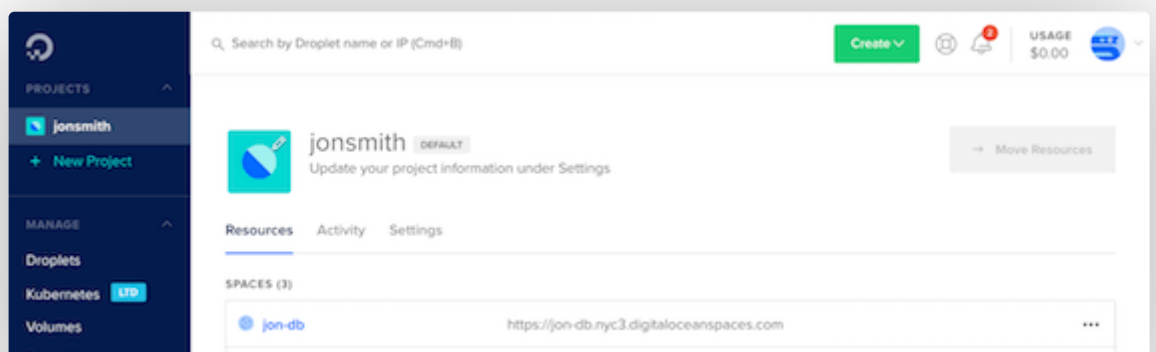 Search by Droplet name or IP (Cmd+B)
Create
2
USAGE
$0.00
PROJECTS
jonsmith
+ New Project
MANAGE
Droplets
Kubernetes LTD
Volumes
jonsmith DEFAULT
Update your project information under Settings
→ Move Resources
Resources Activity Settings
SPACES (3)
jon-db https://jon-db.nyc3.digitaloceanspaces.com ...